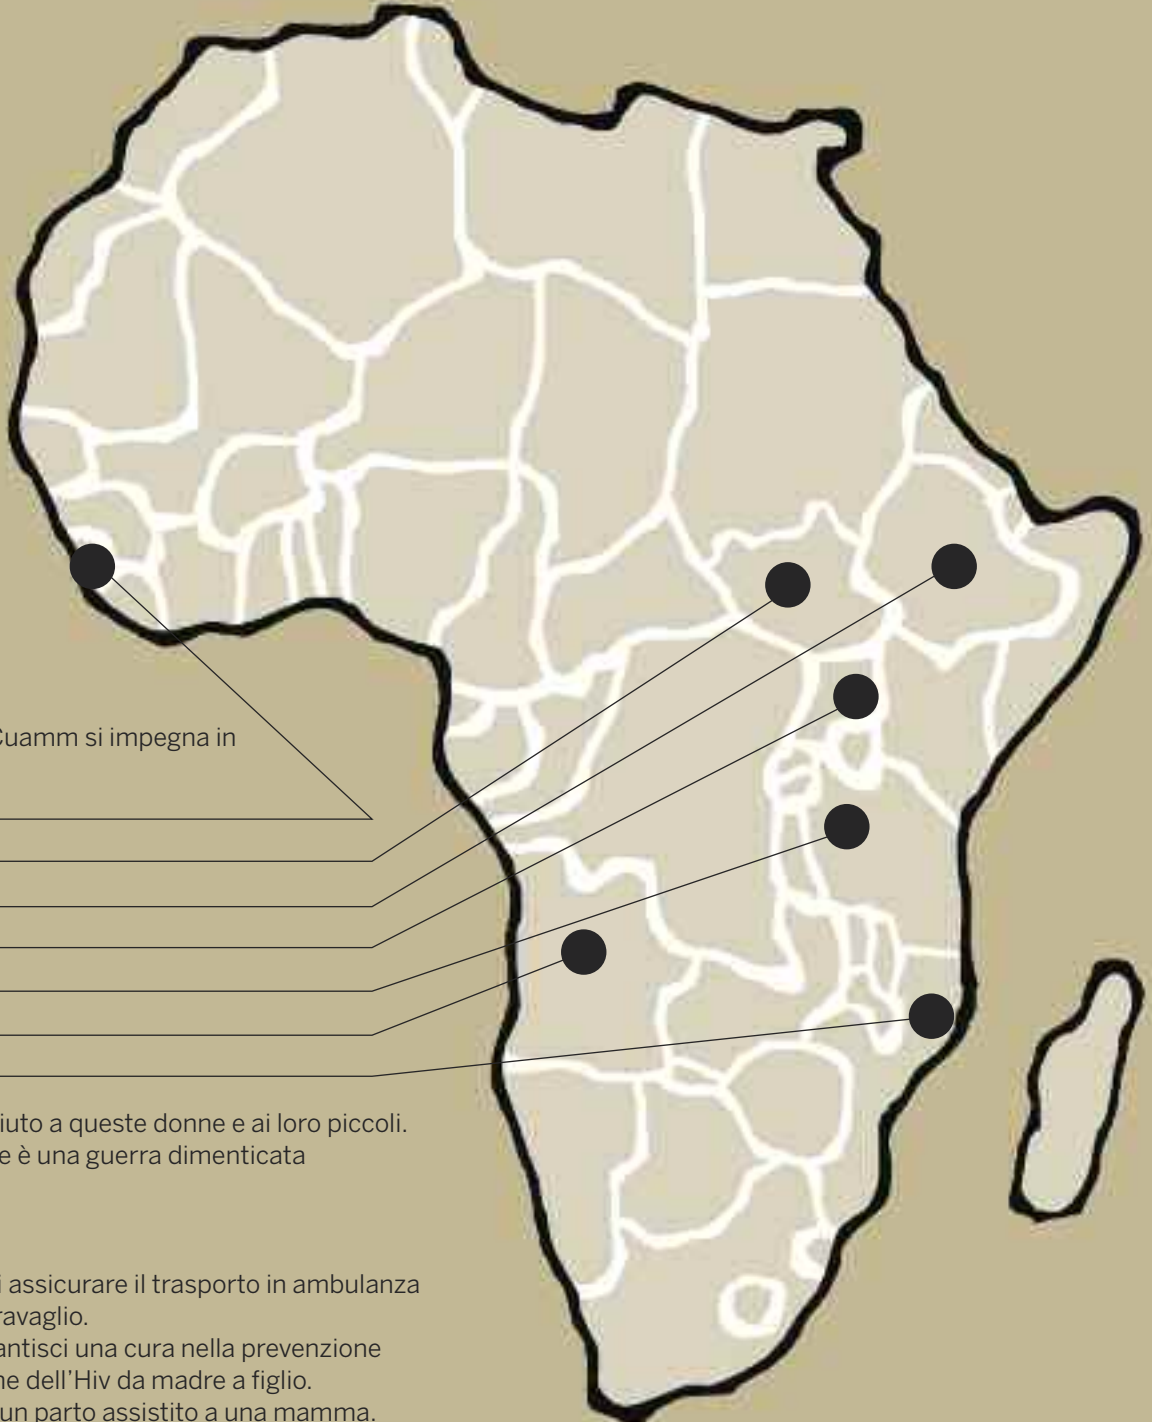 Cuamm si impegna in
iuto a queste donne e ai loro piccoli.
e è una guerra dimenticata
i assicurare il trasporto in ambulanza
ravaglio.
antisci una cura nella prevenzione
ne dell'Hiv da madre a figlio.
un parto assistito a una mamma.